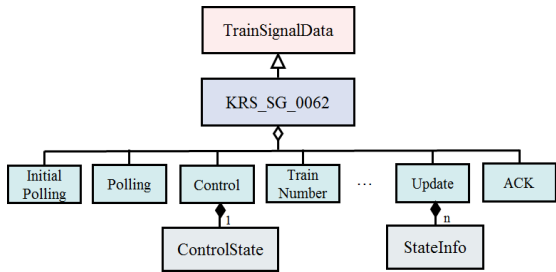 TrainSignalData
KRS_SG_0062
Initial
Polling
Polling
Control
Train
Number
...
Update
ACK
1
n
ControlState
StateInfo